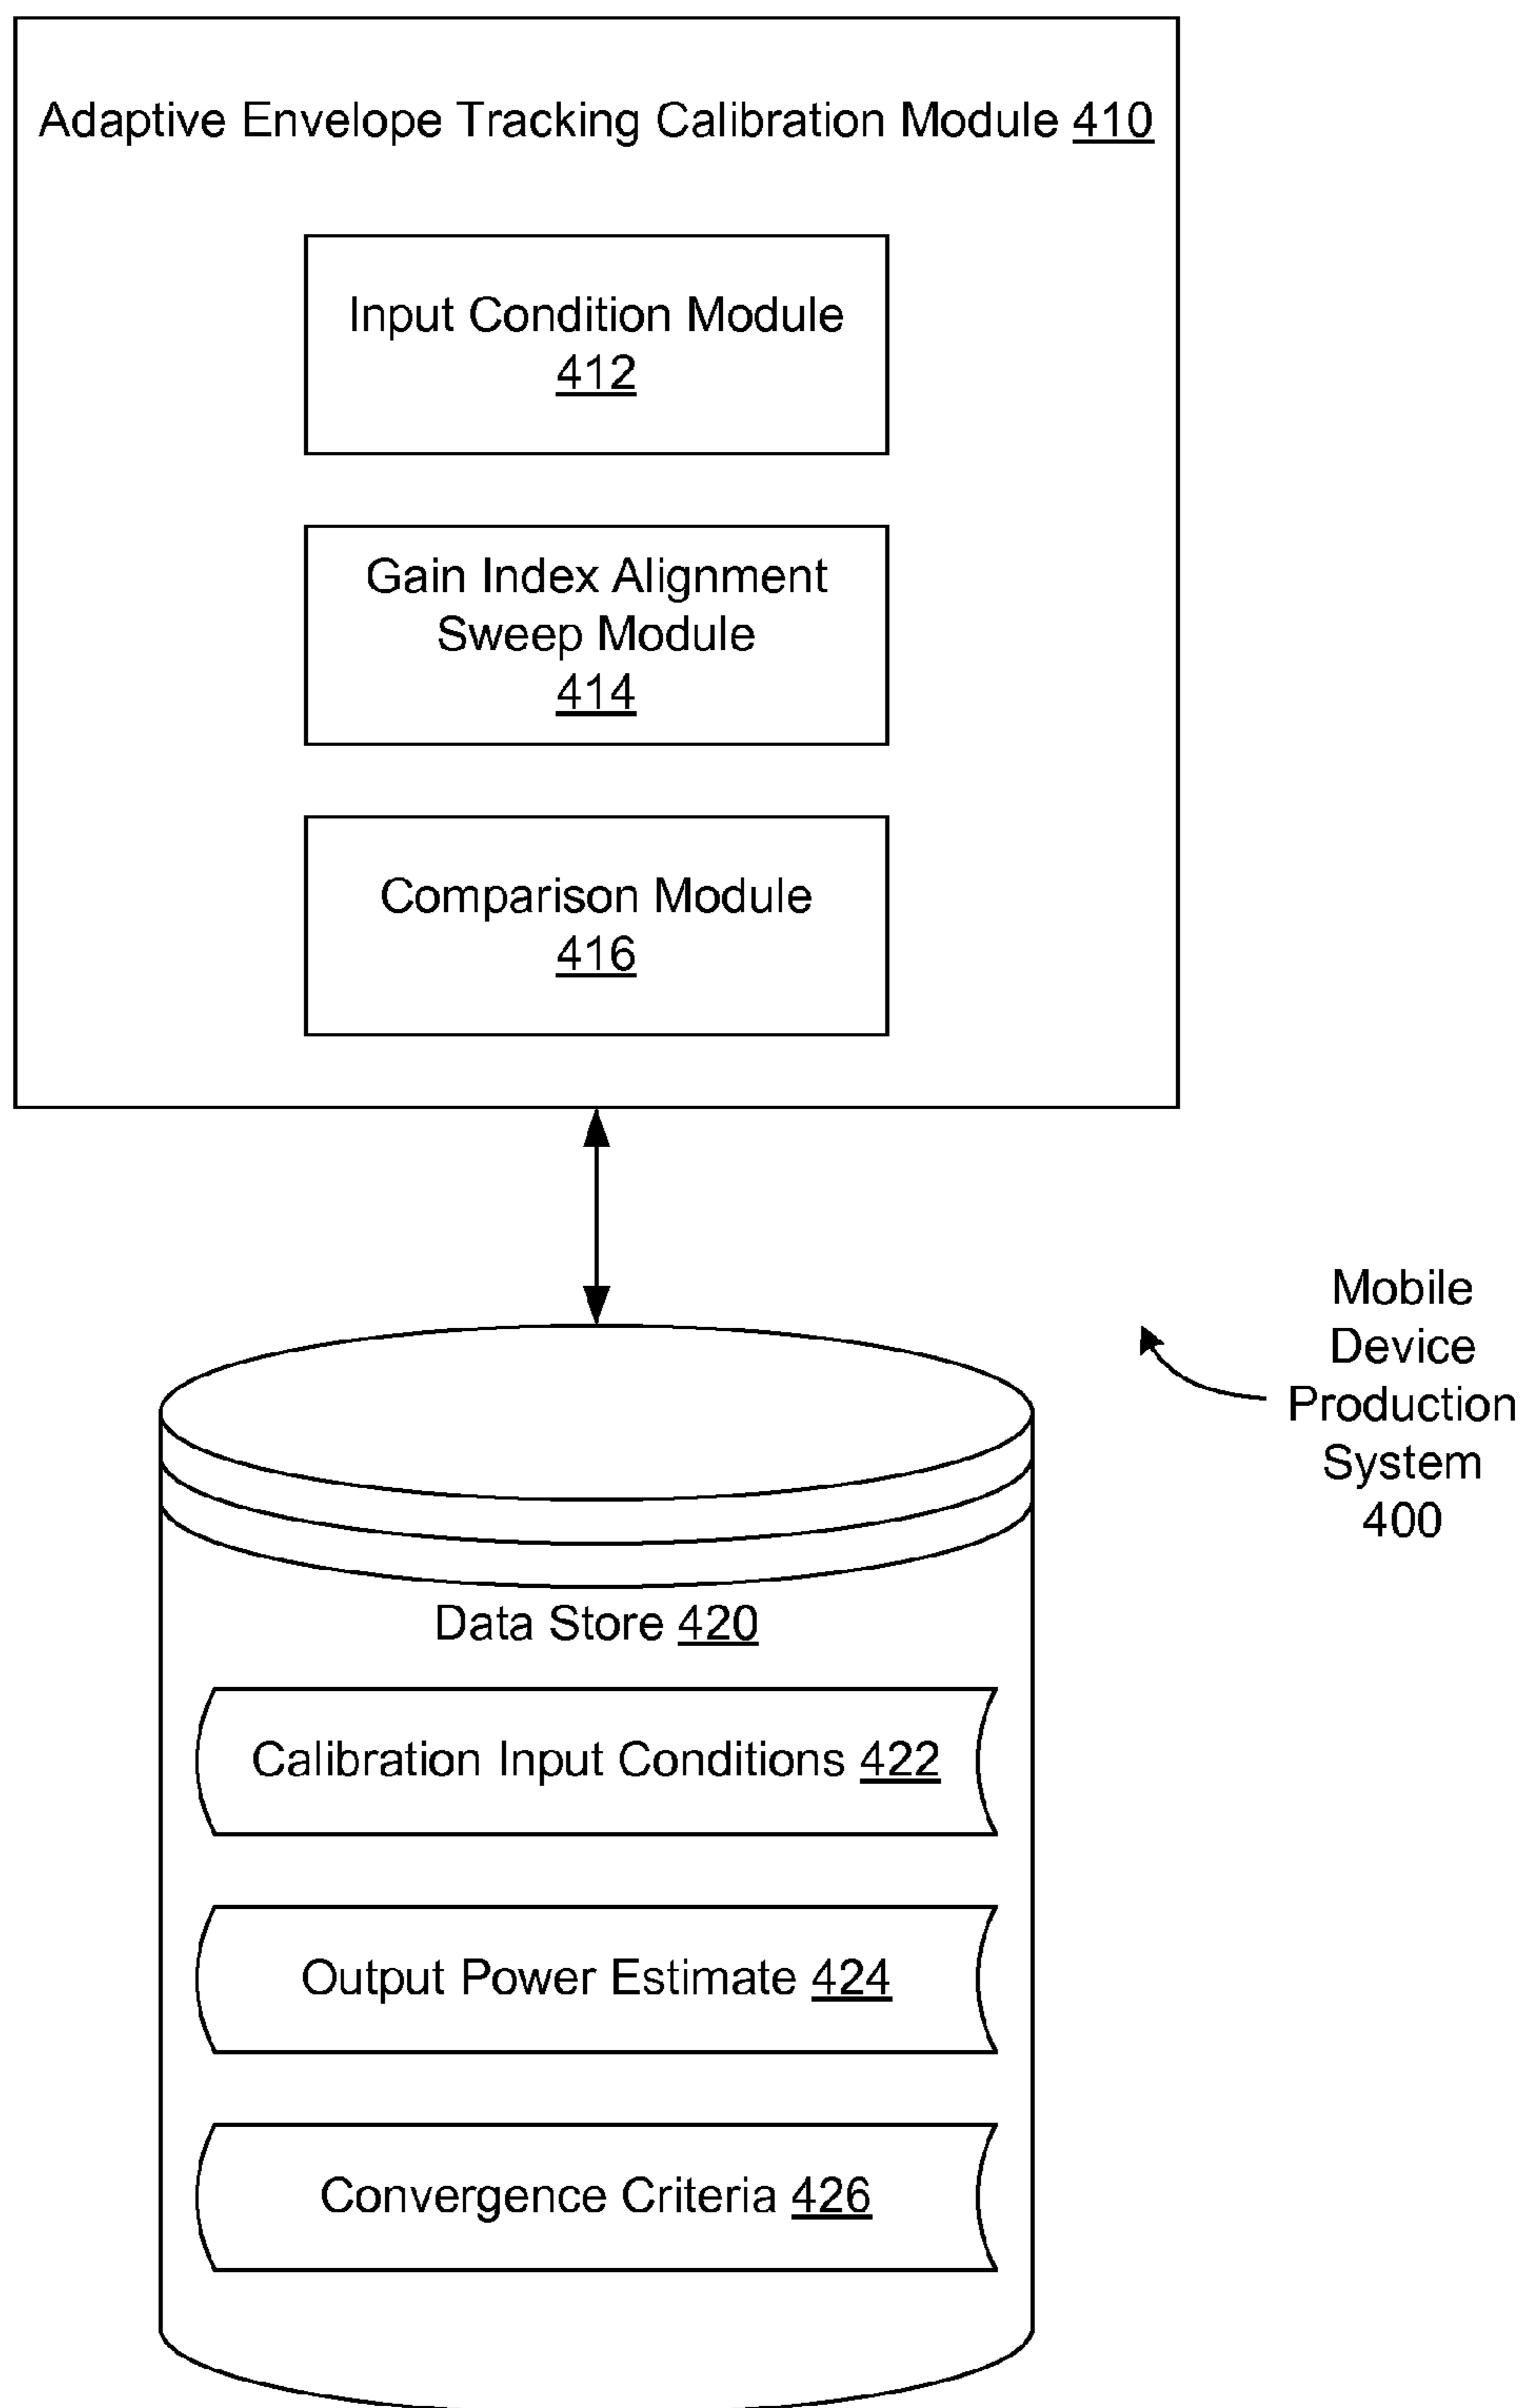 Adaptive Envelope Tracking Calibration Module 410
Input Condition Module
412
Gain Index Alignment
Sweep Module
414
Comparison Module
416
Mobile
Device
Production
System
400
Data Store 420
Calibration Input Conditions 422
Output Power Estimate 424
Convergence Criteria 426